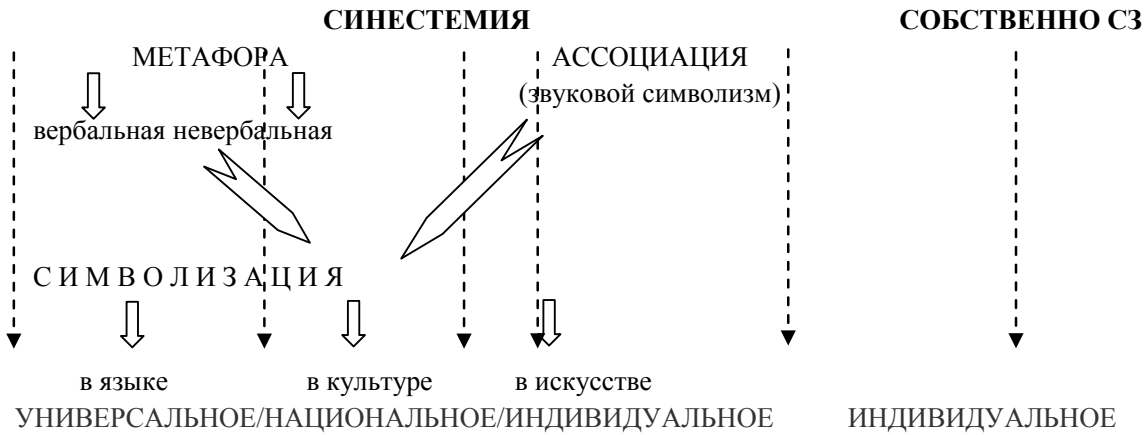 СИНЕСТЕМИЯ СОБСТВЕННО СЗ
МЕТАФОРА АССОЦИАЦИЯ
(звуковой символизм)
вербальная невербальная
С И М В О Л И З А Ц И Я
в языке в культуре в искусстве
УНИВЕРСАЛЬНОЕ/НАЦИОНАЛЬНОЕ/ИНДИВИДУАЛЬНОЕ ИНДИВИДУАЛЬНОЕ